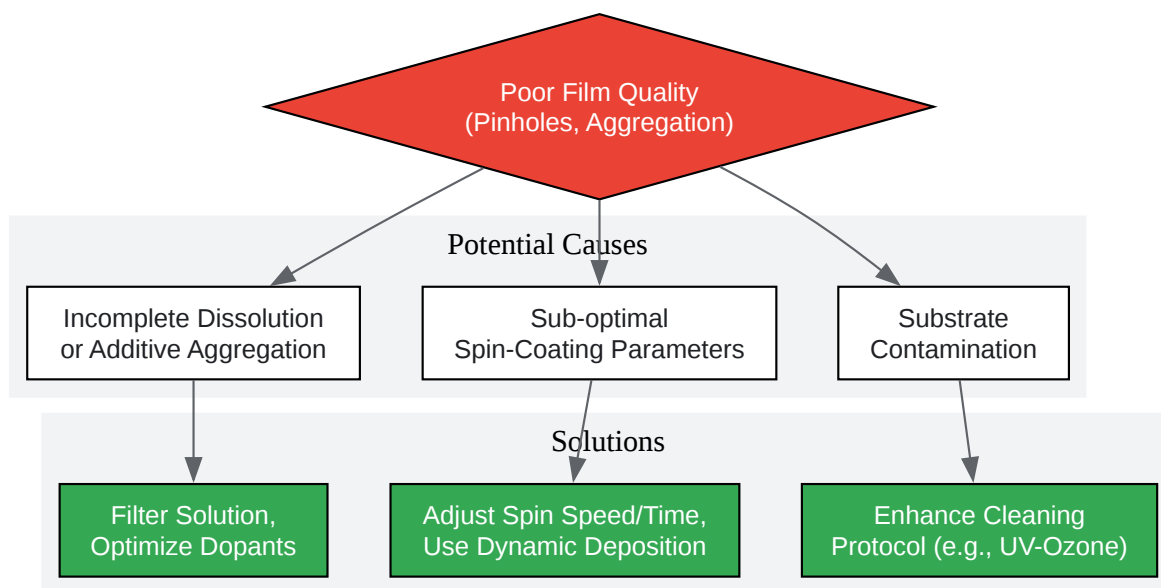 Poor Film Quality
(Pinholes, Aggregation)
Potential Causes
Incomplete Dissolution
or Additive Aggregation
Sub-optimal
Spin-Coating Parameters
Substrate
Contamination
Solutions
Filter Solution,
Optimize Dopants
Adjust Spin Speed/Time,
Use Dynamic Deposition
Enhance Cleaning
Protocol (e.g., UV-Ozone)